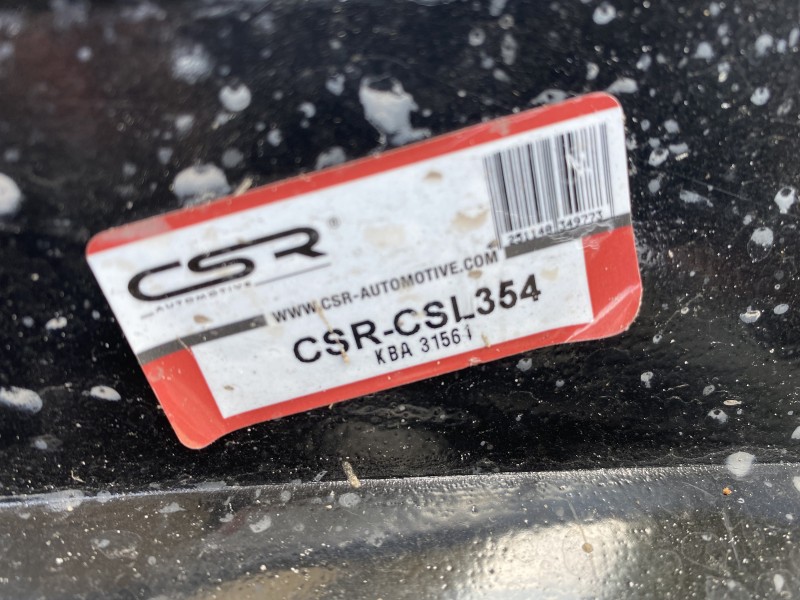 CSR®
AUTOMOTIVE
WWW.CSR-AUTOMOTIVE.COM
CSR-CSL354
KBA 31561